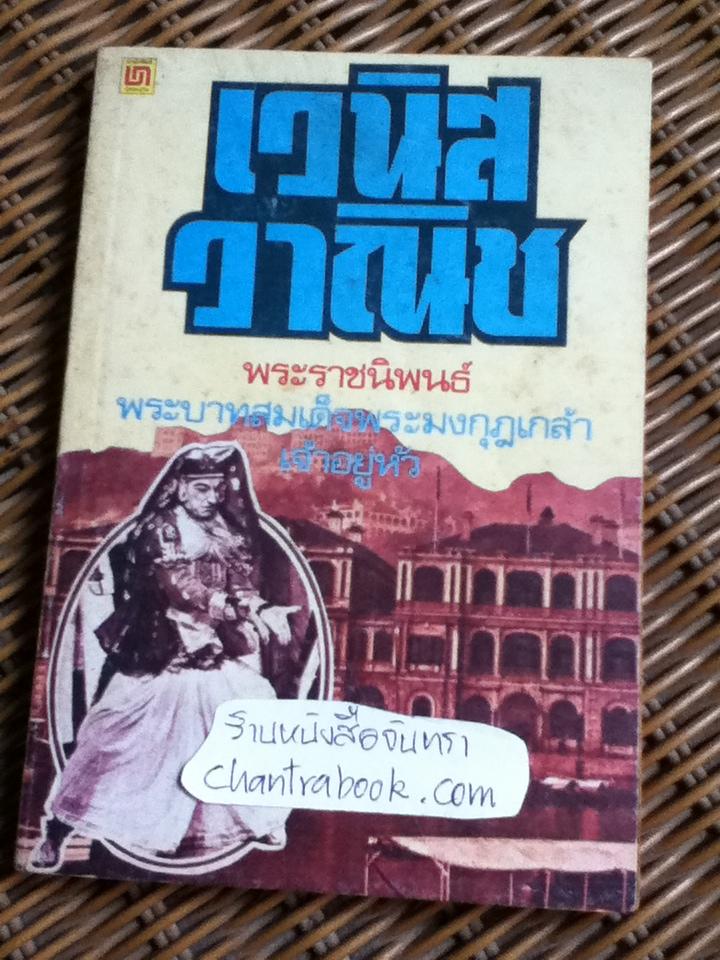 เวนิส
วาณิช
พระราชนิพนธ์
พระบาทสมเด็จพระมงกุฎเกล้า
เจ้าอยู่หัว
ร้านหนังสือจันทรา
chantrabook.com